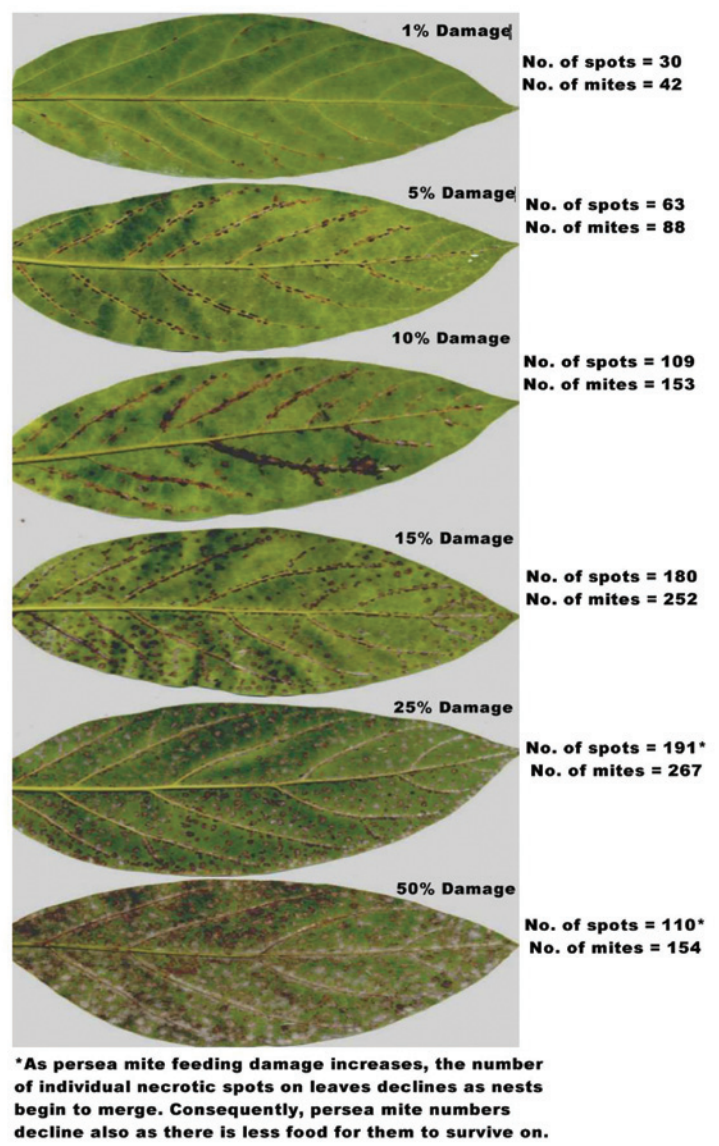 1% Damage
No. of spots = 30
No. of mites = 42
5% Damage
No. of spots = 63
No. of mites = 88
10% Damage
No. of spots = 109
No. of mites = 153
15% Damage
No. of spots = 180
No. of mites = 252
25% Damage
No. of spots = 191*
No. of mites = 267
50% Damage
No. of spots = 110*
No. of mites = 154
*As persea mite feeding damage increases, the number
of individual necrotic spots on leaves declines as nests
begin to merge. Consequently, persea mite numbers
decline also as there is less food for them to survive on.